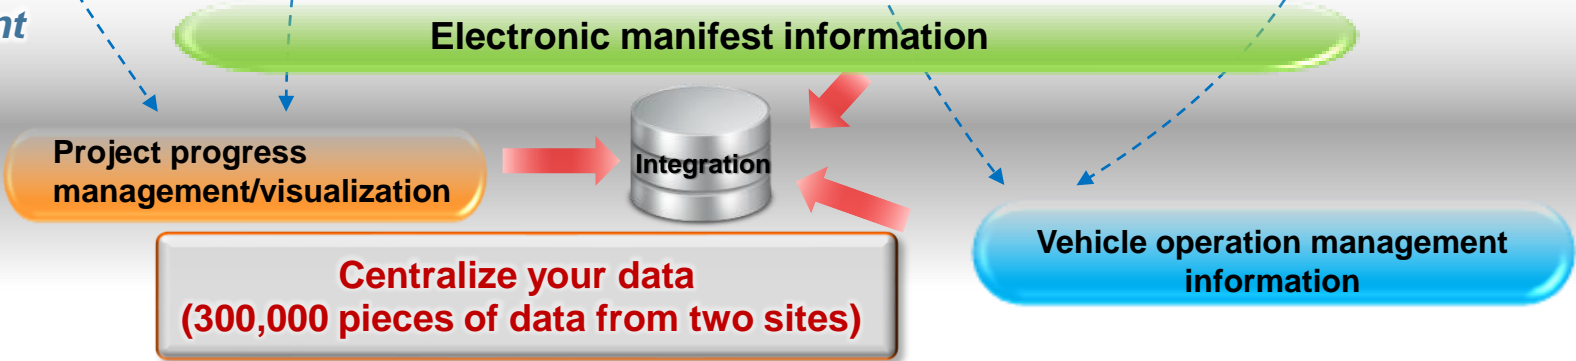 nt
Electronic manifest information
Project progress
management/visualization
Integration
Vehicle operation management
information
Centralize your data
(300,000 pieces of data from two sites)